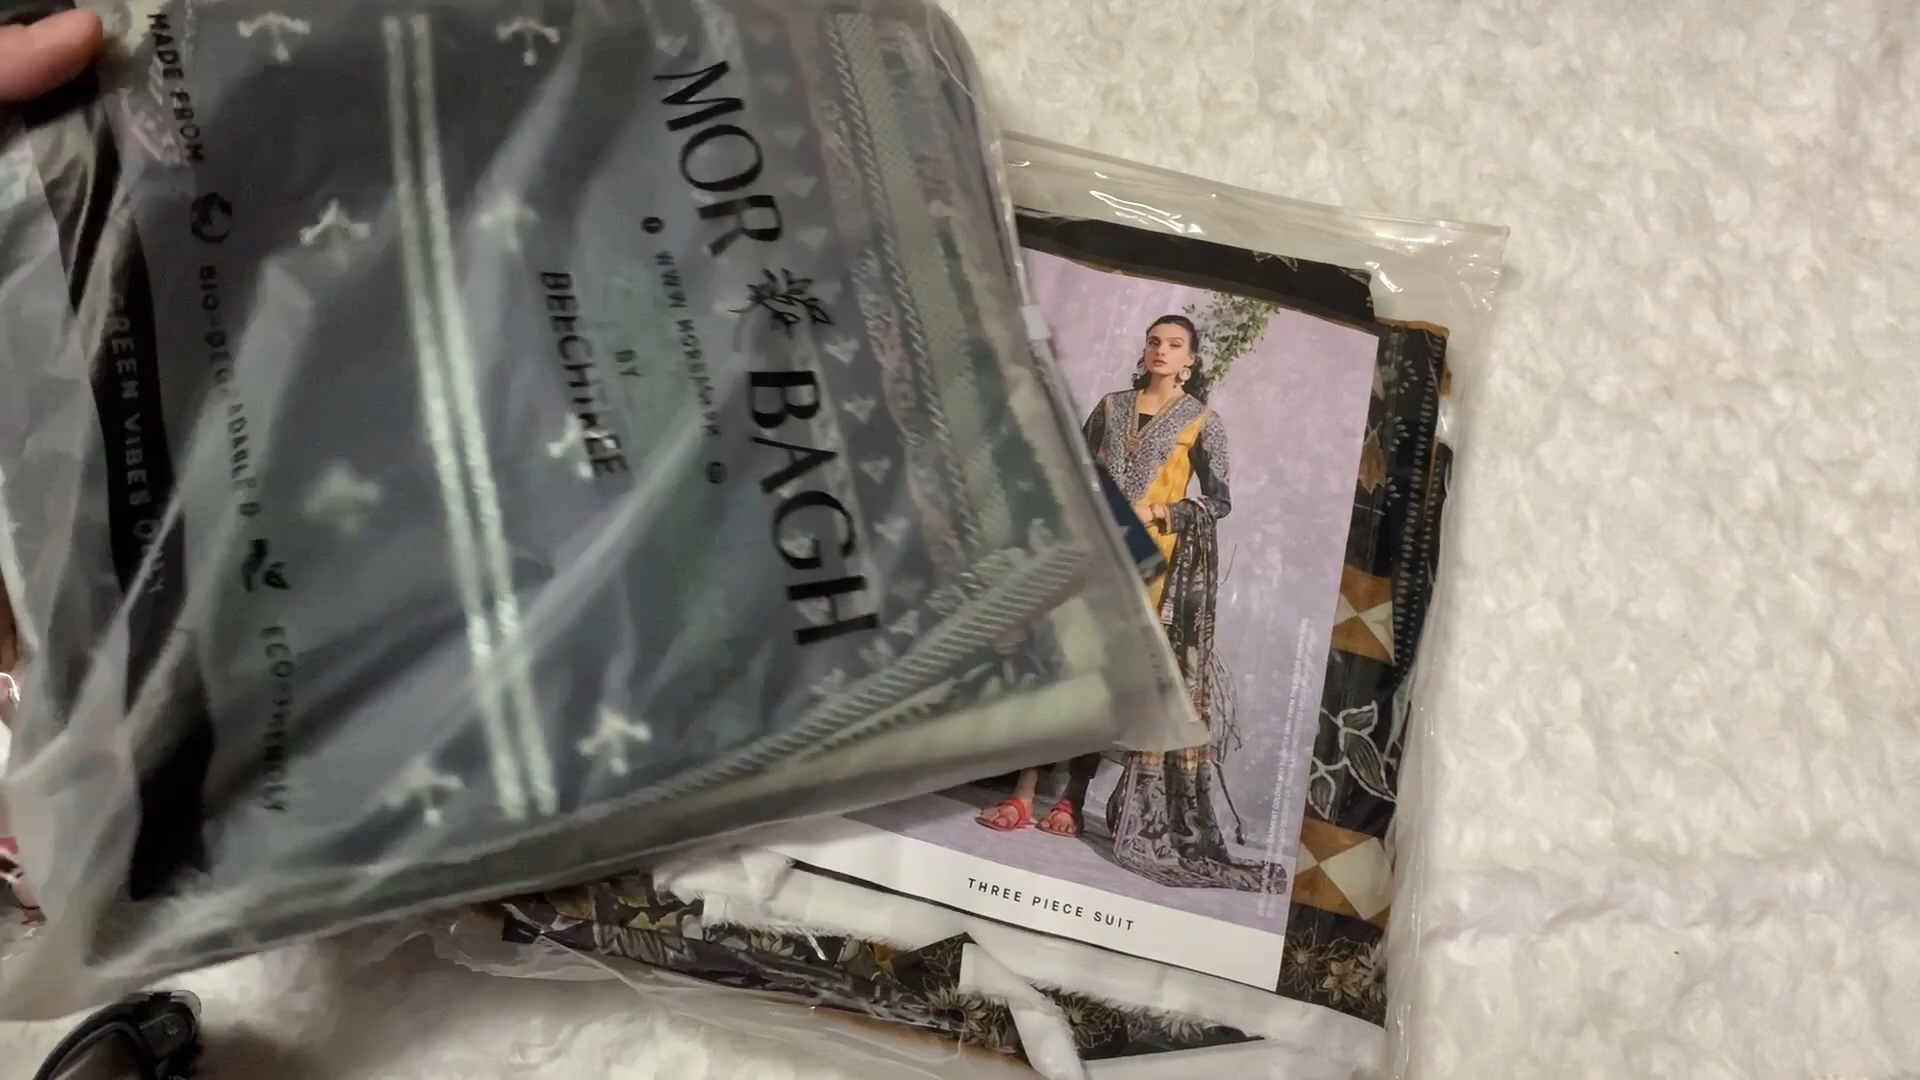 MOR BAGH
BY
BEECHTREE
MADE FROM
BIO-DEGRADABLE
ECO-FRIENDLY
GREEN VIBES ONLY
THREE PIECE SUIT